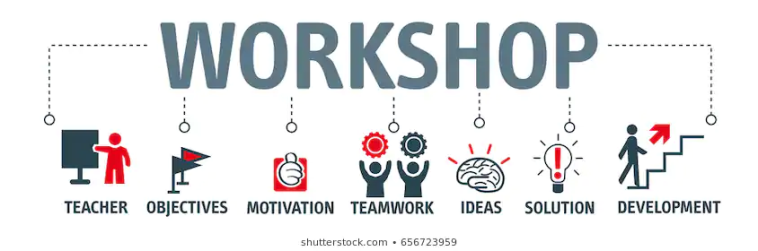 WORKSHOP
TEACHER OBJECTIVES MOTIVATION TEAMWORK IDEAS SOLUTION DEVELOPMENT
shutterstock.com • 656723959